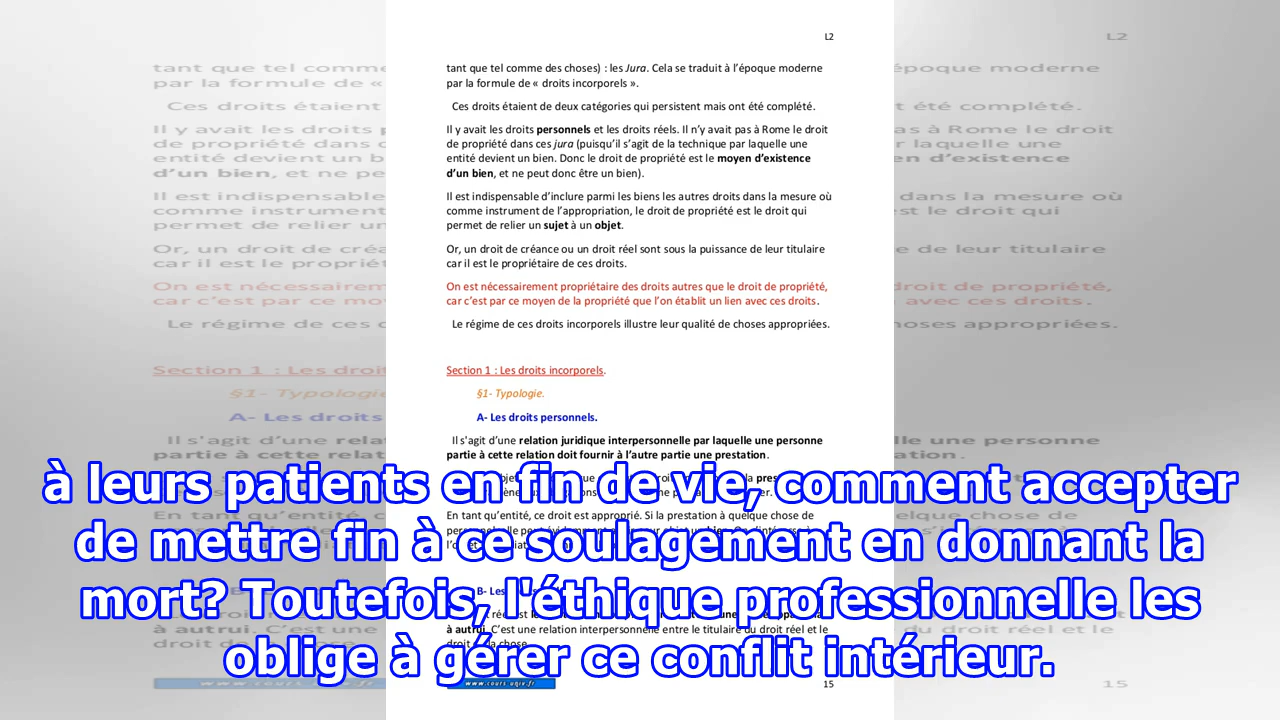 L2
tant que tel comme des choses) : les Jura. Cela se traduit à l'époque moderne
par la formule de « droits incorporels ».
Ces droits étaient de deux catégories qui persistent mais ont été complété.
Il y avait les droits personnels et les droits réels. Il n'y avait pas à Rome le droit
de propriété dans ces jura (puisqu'il s'agit de la technique par laquelle une
entité devient un bien. Donc le droit de propriété est le moyen d'existence
d'un bien, et ne peut donc être un bien).
Il est indispensable d'inclure parmi les biens les autres droits dans la mesure où
comme instrument de l'appropriation, le droit de propriété est le droit qui
permet de relier un sujet à un objet.
Or, un droit de créance ou un droit réel sont sous la puissance de leur titulaire
car il est le propriétaire de ces droits.
On est nécessairement propriétaire des droits autres que le droit de propriété,
car c'est par ce moyen de la propriété que l'on établit un lien avec ces droits.
Le régime de ces droits incorporels illustre leur qualité de choses appropriées.
Section 1 : Les droits incorporels.
§1- Typologie.
A- Les droits personnels.
Il s'agit d'une relation juridique interpersonnelle par laquelle une personne
partie à cette relation doit fournir à l'autre partie une prestation.
à leurs patients en fin de vie, comment accepter
En tant qu'entité, ce droit est approprié. Si la prestation à quelque chose de
de mettre fin à ce soulagement en donnant la
mort? Toutefois, l'éthique professionnelle les
à autrui. C'est une relation interpersonnelle entre le titulaire du droit réel et le
oblige à gérer ce conflit intérieur.
www.cours-univ.fr
15